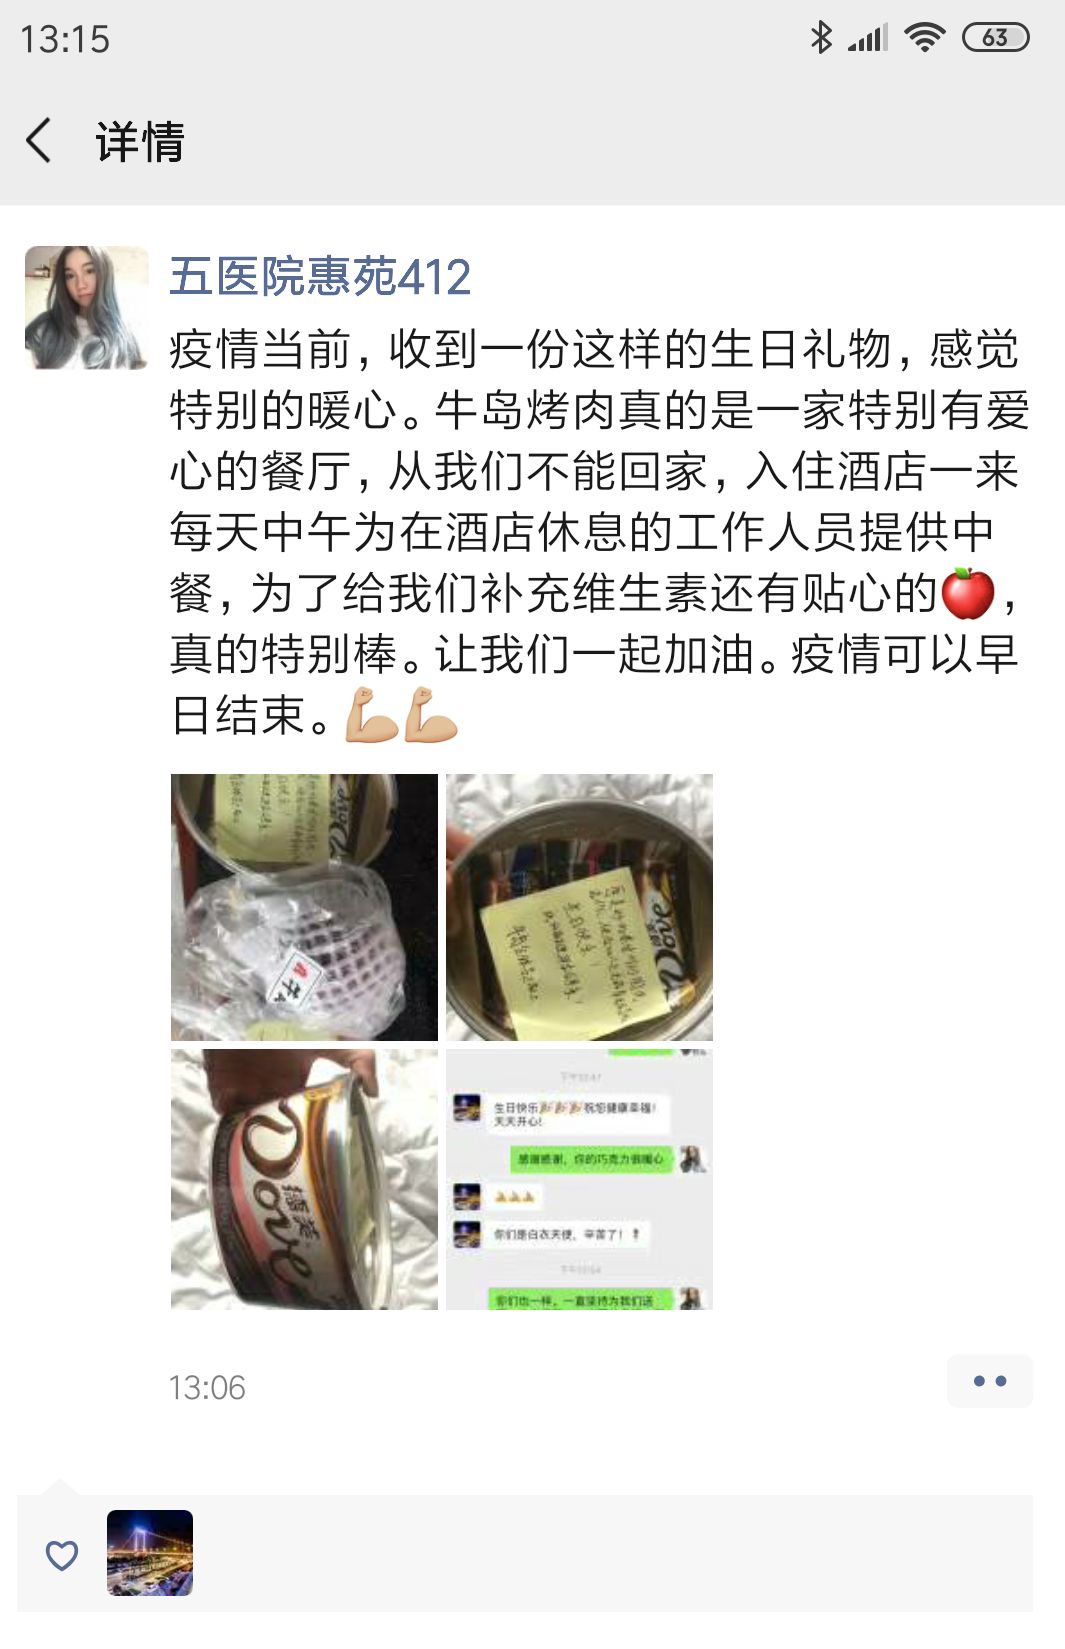 13:15
63
详情
五医院惠苑412
疫情当前，收到一份这样的生日礼物，感觉
特别的暖心。牛岛烤肉真的是一家特别有爱
心的餐厅，从我们不能回家，入住酒店一来
每天中午为在酒店休息的工作人员提供中
餐，为了给我们补充维生素还有贴心的🍎，
真的特别棒。让我们一起加油。疫情可以早
日结束。💪🏼💪🏼
Dove
Dove
德芙
生日快乐🎉🎉🎉祝您健康幸福！
天天开心！
感谢感谢，你的巧克力很暖心
你们是白衣天使，辛苦了！
你们也一样，一直坚持为我们送
13:06